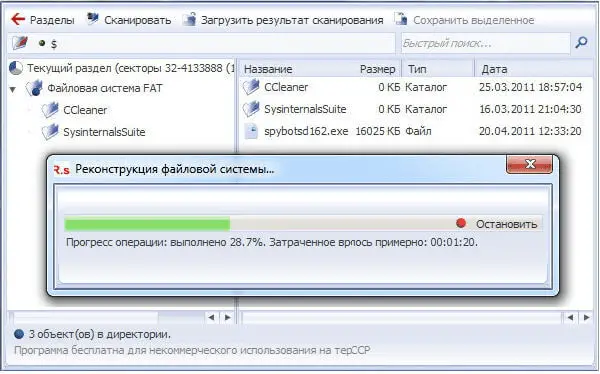 Разделы Сканировать Загрузить результат сканирования Сохранить выделенное
$ Быстрый поиск...
Текущий раздел (секторы 32-4133888 (1
Файловая система FAT
CCleaner
SysinternalsSuite
Название Размер Тип Дата
CCleaner 0 КБ Каталог 25.03.2011 18:57:04
SysinternalsSuite 0 КБ Каталог 16.03.2011 21:04:30
spybotsd162.exe 16025 КБ Файл 20.04.2011 12:33:20
R.s Реконструкция файловой системы...
Остановить
Прогресс операции: выполнено 28.7%. Затраченное врлось примерно: 00:01:20.
3 объект(ов) в директории.
Программа бесплатна для некоммерческого использования на терССР